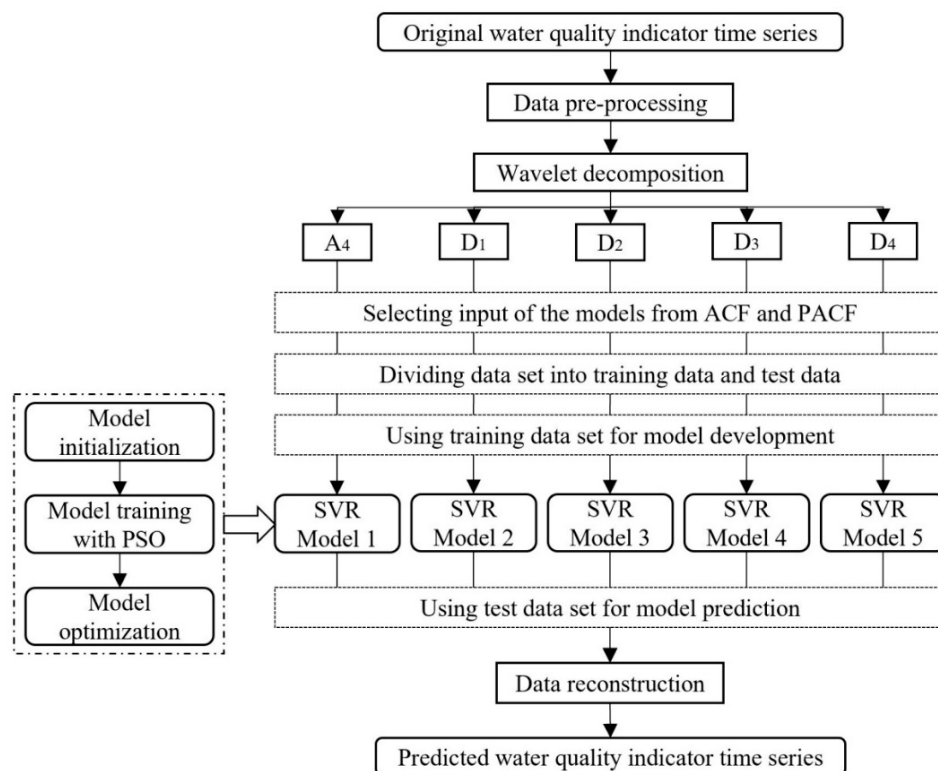 Original water quality indicator time series
Data pre-processing
Wavelet decomposition
A4
D1
D2
D3
D4
Selecting input of the models from ACF and PACF
Dividing data set into training data and test data
Using training data set for model development
Model
initialization
Model training
with PSO
Model
optimization
SVR
Model 1
SVR
Model 2
SVR
Model 3
SVR
Model 4
SVR
Model 5
Using test data set for model prediction
Data reconstruction
Predicted water quality indicator time series